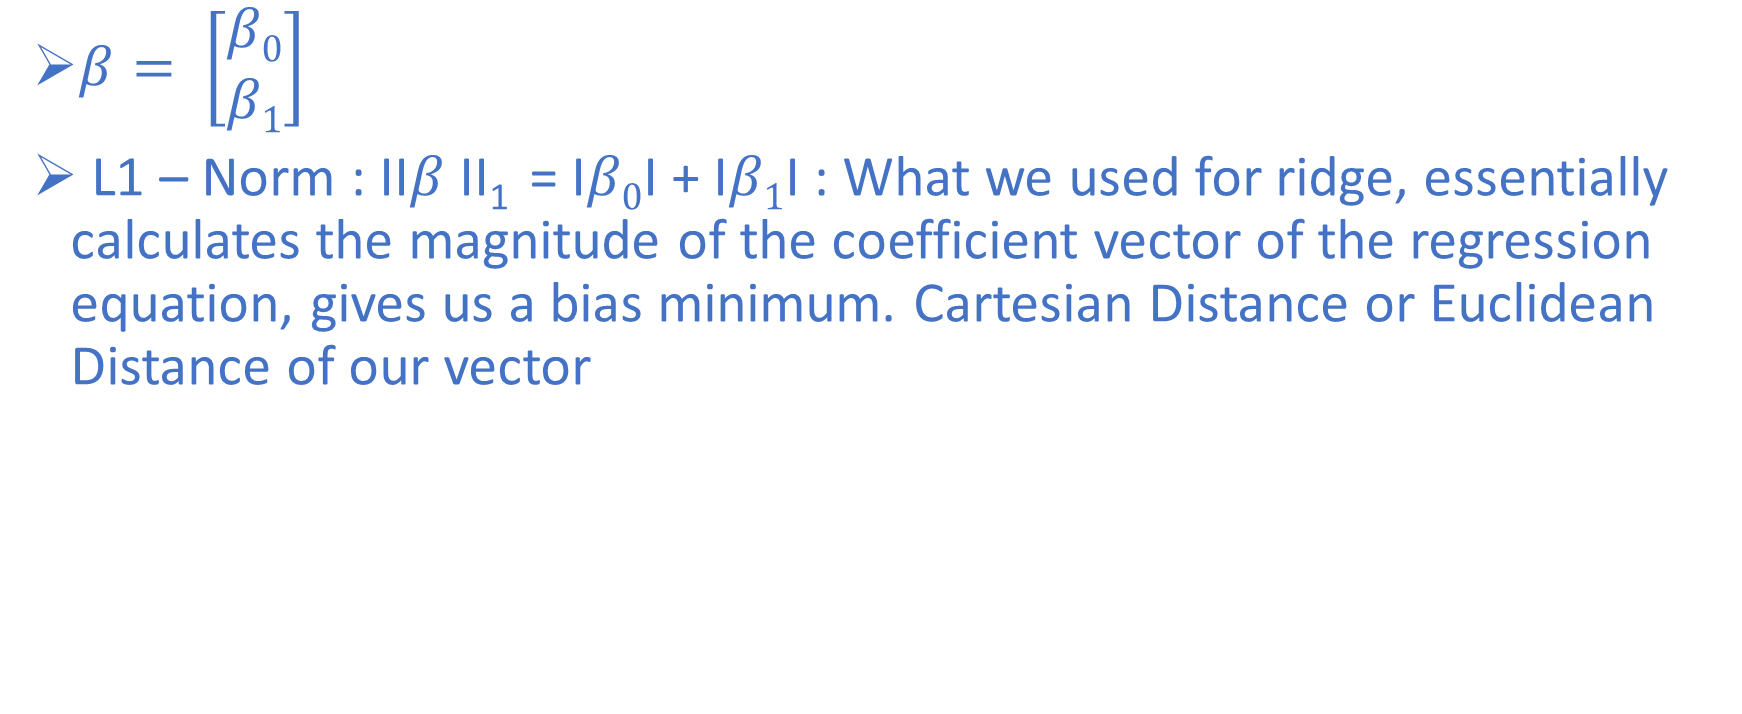 ➢β = [β₀
β₁]
➢ L1 – Norm : IIβ II₁ = Iβ₀I + Iβ₁I : What we used for ridge, essentially
calculates the magnitude of the coefficient vector of the regression
equation, gives us a bias minimum. Cartesian Distance or Euclidean
Distance of our vector